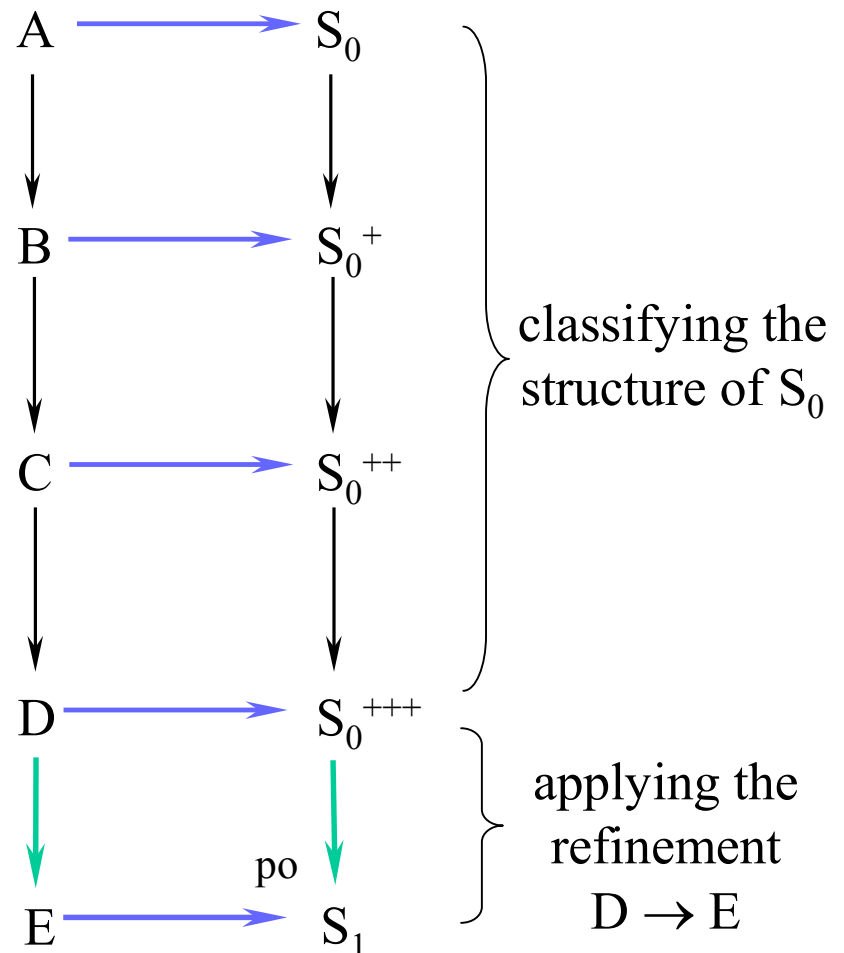 A S₀
B S₀⁺
classifying the
structure of S₀
C S₀⁺⁺
D S₀⁺⁺⁺
applying the
refinement
D → E
po
E S₁